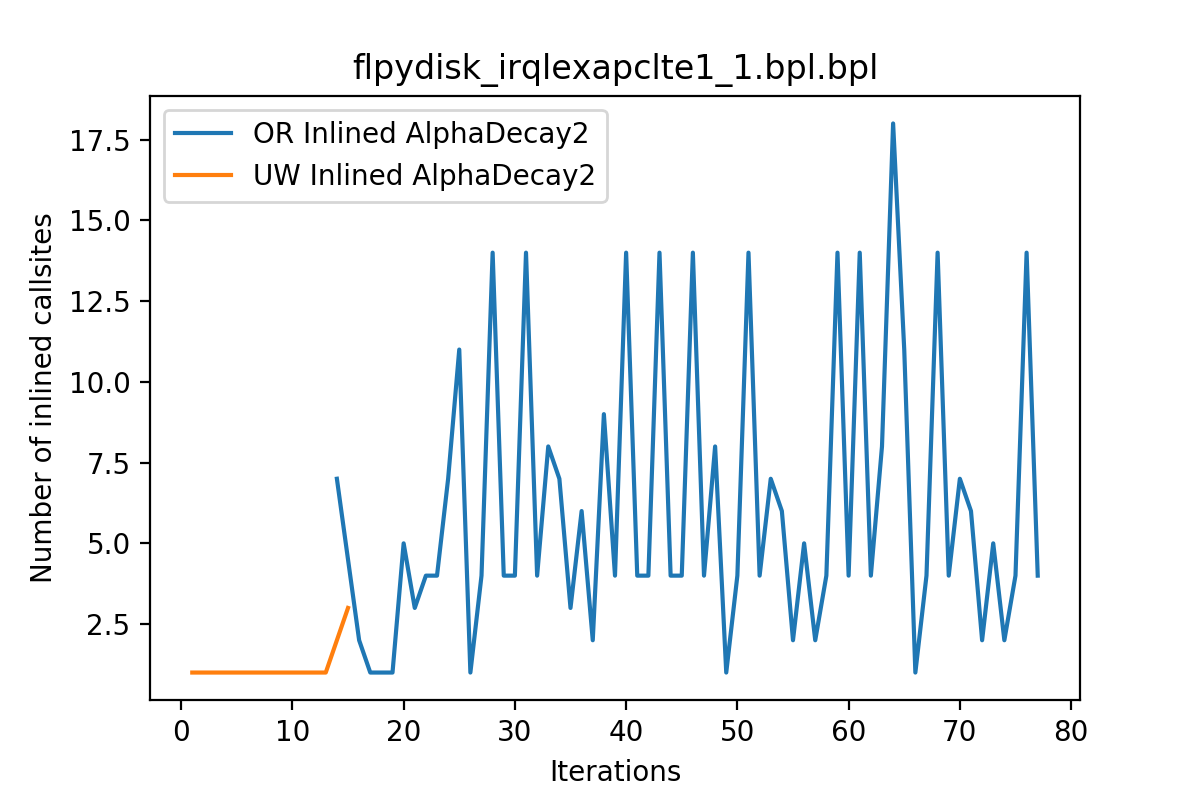 flpydisk_irqlexapclte1_1.bpl.bpl
OR Inlined AlphaDecay2
UW Inlined AlphaDecay2
Number of inlined callsites
17.5
15.0
12.5
10.0
7.5
5.0
2.5
0 10 20 30 40 50 60 70 80
Iterations